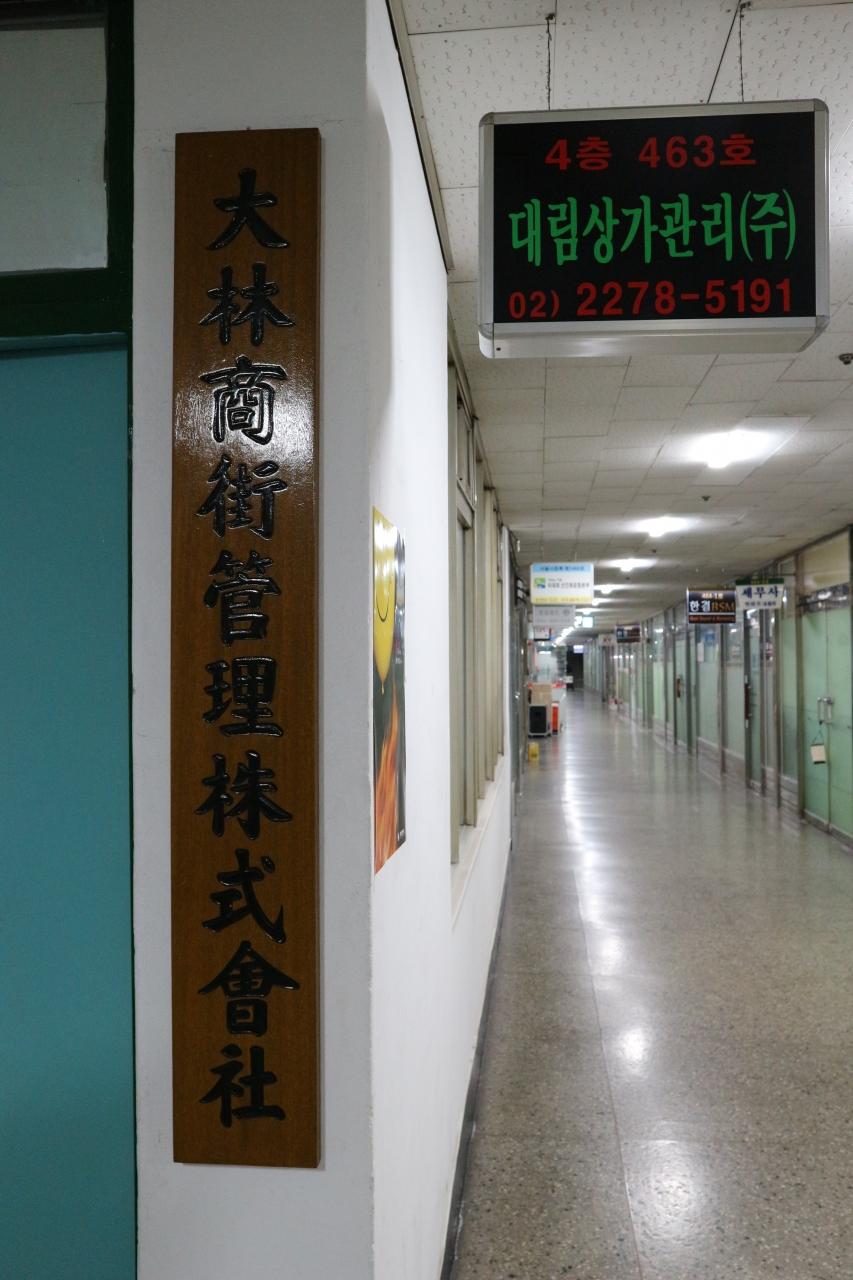 大林商街管理株式會社
4층 463호
대림상가관리(주)
02) 2278-5191
한결BSM
세무사